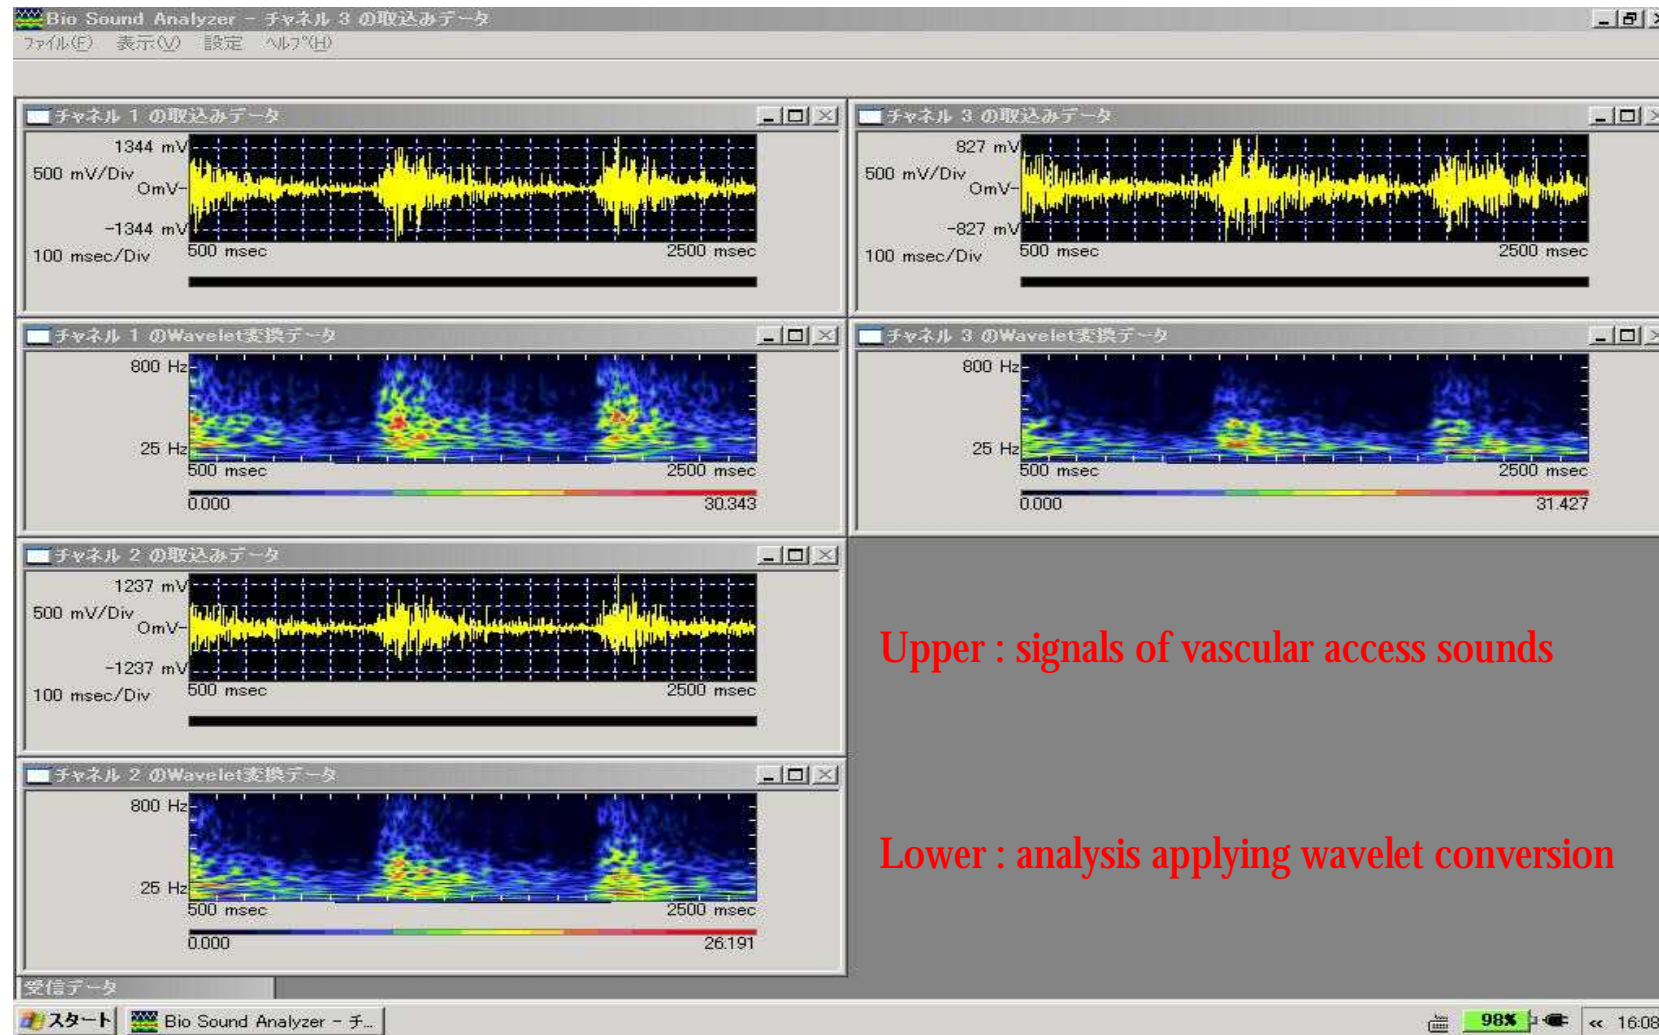 Bio Sound Analyzer - チャネル 3 の取込みデータ
ファイル(F) 表示(V) 設定 ヘルプ(H)
チャネル 1 の取込みデータ
1344 mV
500 mV/Div
0mV
-1344 mV
100 msec/Div
500 msec 2500 msec
チャネル 3 の取込みデータ
827 mV
500 mV/Div
0mV
-827 mV
100 msec/Div
500 msec 2500 msec
チャネル 1 のWavelet変換データ
800 Hz
25 Hz
500 msec 2500 msec
0.000 30.343
チャネル 3 のWavelet変換データ
800 Hz
25 Hz
500 msec 2500 msec
0.000 31.427
チャネル 2 の取込みデータ
1237 mV
500 mV/Div
0mV
-1237 mV
100 msec/Div
500 msec 2500 msec
Upper : signals of vascular access sounds
チャネル 2 のWavelet変換データ
800 Hz
25 Hz
500 msec 2500 msec
0.000 26.191
Lower : analysis applying wavelet conversion
受信データ
スタート Bio Sound Analyzer - チ... 98% « 16:08